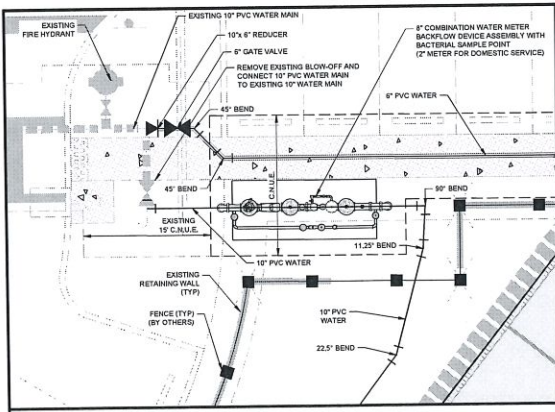 EXISTING 10" PVC WATER MAIN
EXISTING
FIRE HYDRANT
10"x 6" REDUCER
6" GATE VALVE
REMOVE EXISTING BLOW-OFF AND
CONNECT 10" PVC WATER MAIN
TO EXISTING 10" WATER MAIN
8" COMBINATION WATER METER
BACKFLOW DEVICE ASSEMBLY WITH
BACTERIAL SAMPLE POINT
(2" METER FOR DOMESTIC SERVICE)
45° BEND
6" PVC WATER
45° BEND
C.N.U.E.
90° BEND
EXISTING
15' C.N.U.E.
11.25° BEND
10" PVC WATER
EXISTING
RETAINING WALL
(TYP)
FENCE (TYP)
(BY OTHERS)
10" PVC
WATER
22.5° BEND